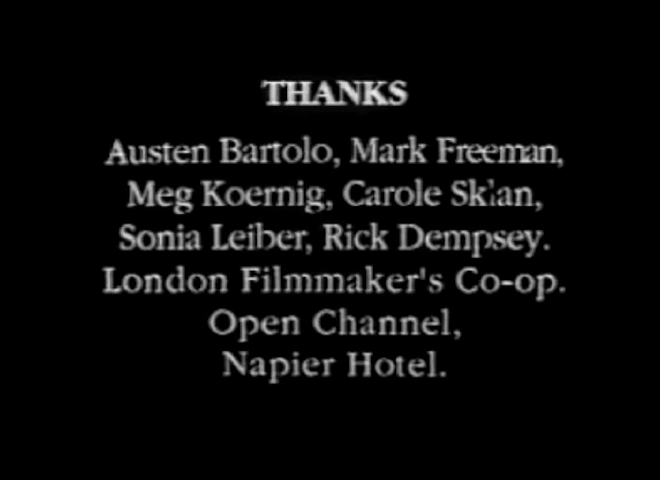 THANKS
Austen Bartolo, Mark Freeman,
Meg Koernig, Carole Sklan,
Sonia Leiber, Rick Dempsey.
London Filmmaker's Co-op.
Open Channel,
Napier Hotel.